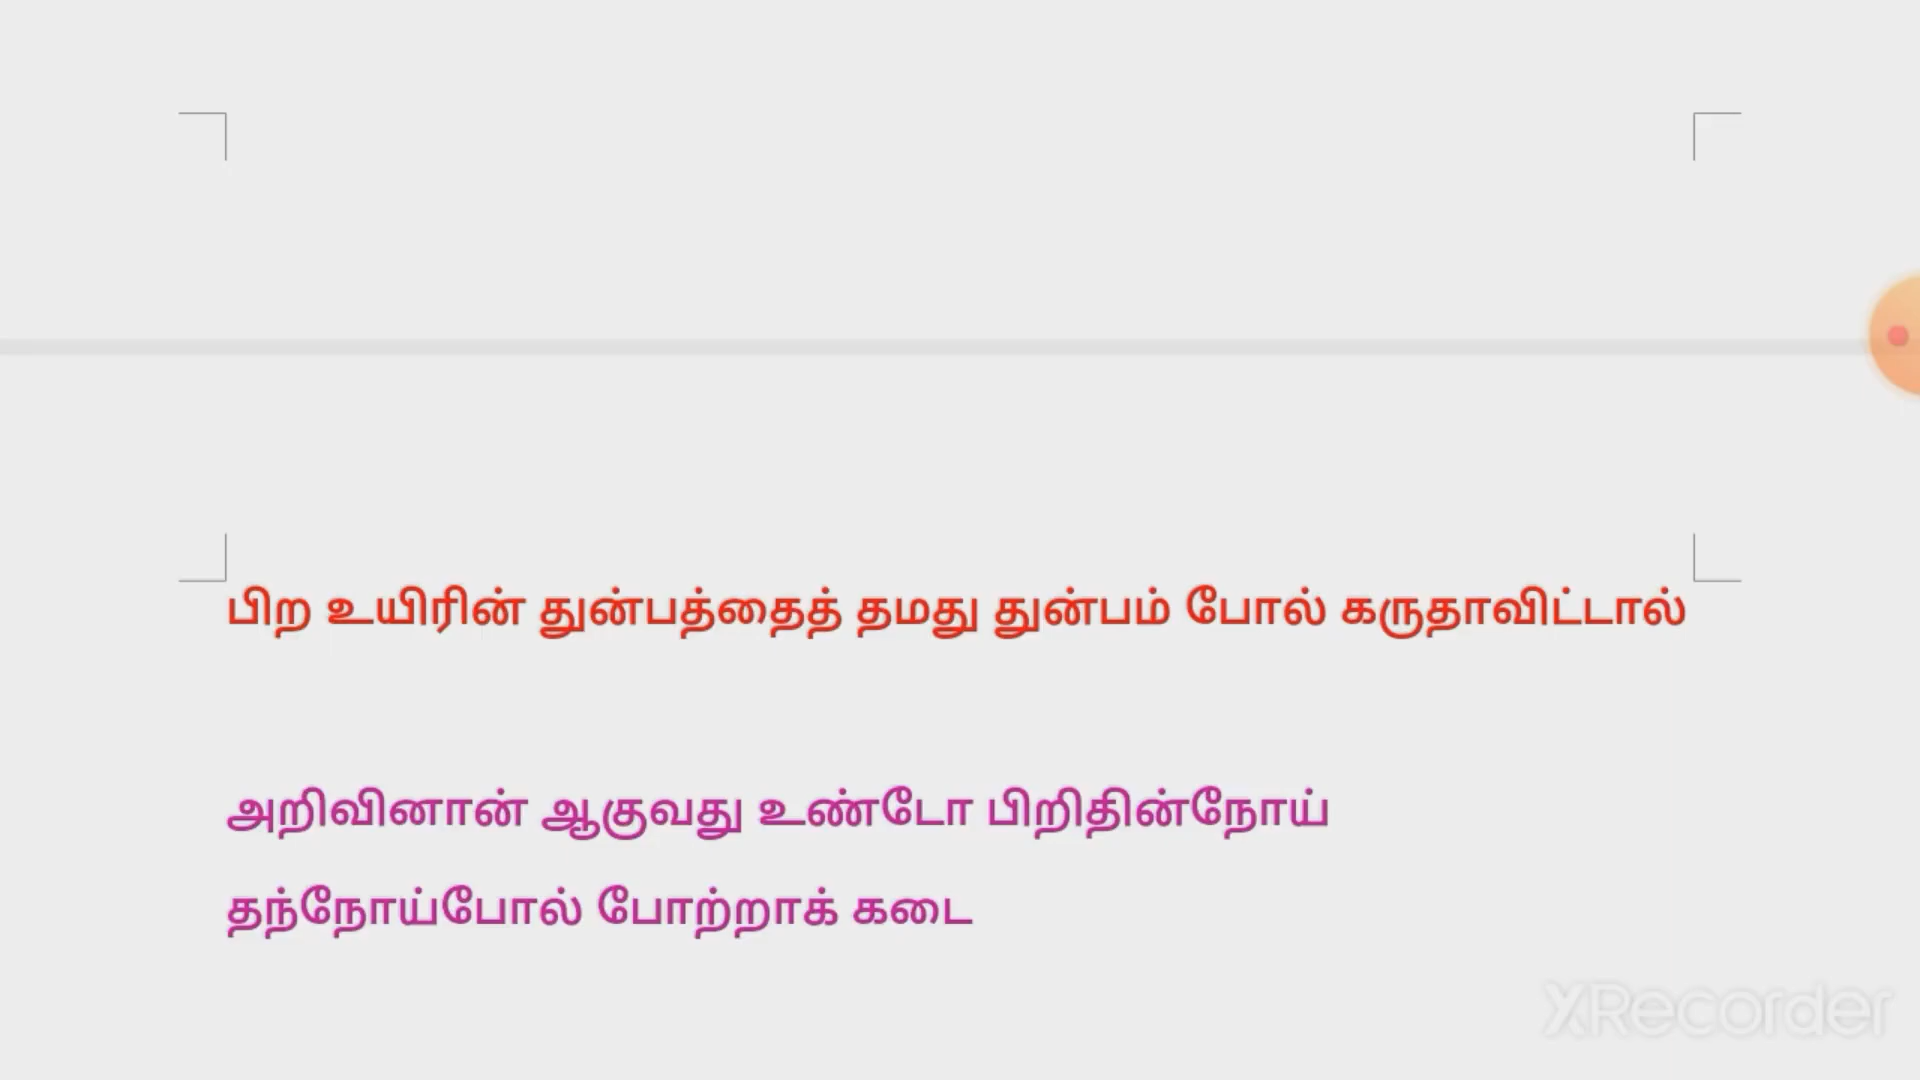 பிற உயிரின் துன்பத்தைத் தமது துன்பம் போல் கருதாவிட்டால்
அறிவினான் ஆகுவது உண்டோ பிறிதின்நோய்
தந்நோய்போல் போற்றாக் கடை
XRecorder